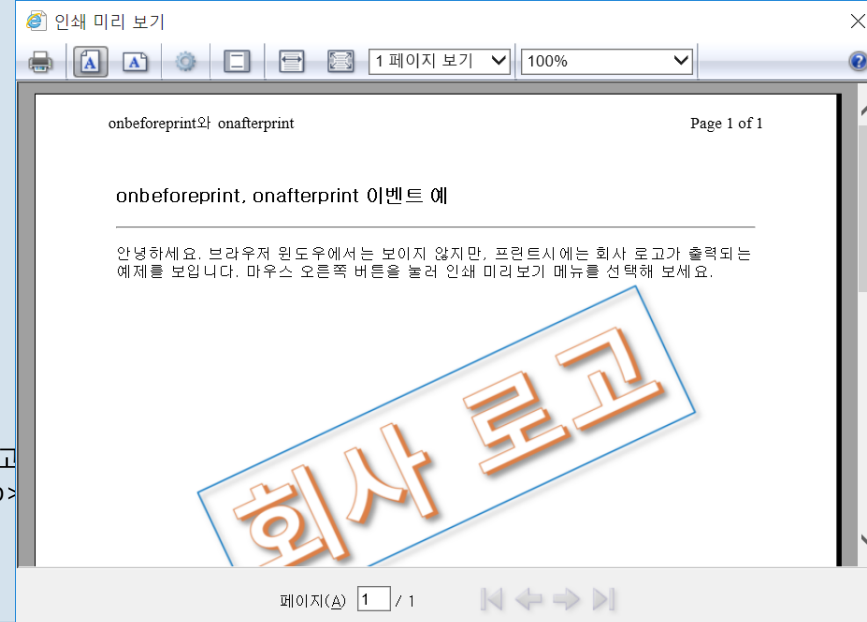 인쇄 미리 보기
1 페이지 보기 100%
onbeforeprint와 onafterprint Page 1 of 1
onbeforeprint, onafterprint 이벤트 예
안녕하세요. 브라우저 윈도우에서는 보이지 않지만, 프린트시에는 회사 로고가 출력되는
예제를 보입니다. 마우스 오른쪽 버튼을 눌러 인쇄 미리보기 메뉴를 선택해 보세요.
회사 로고
고
>
페이지(A) 1 / 1